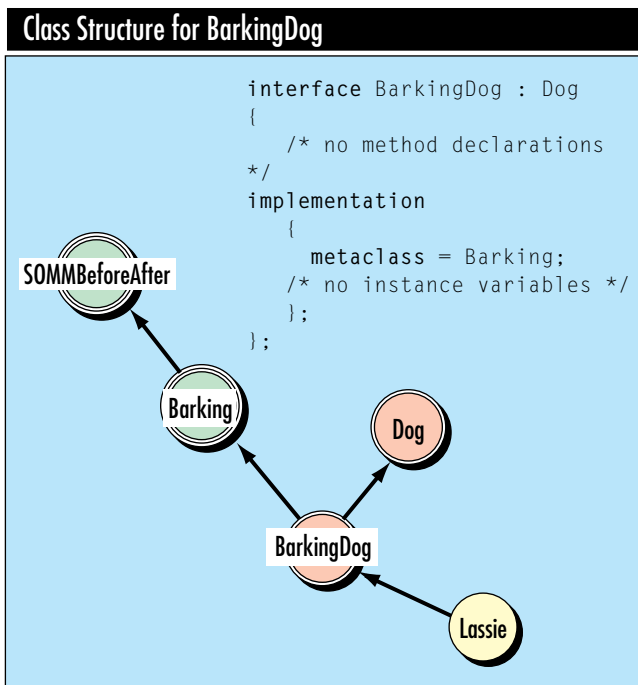 Class Structure for BarkingDog
interface BarkingDog : Dog
{
/* no method declarations
*/
implementation
{
metaclass = Barking;
/* no instance variables */
};
};
SOMMBeforeAfter
Barking
Dog
BarkingDog
Lassie